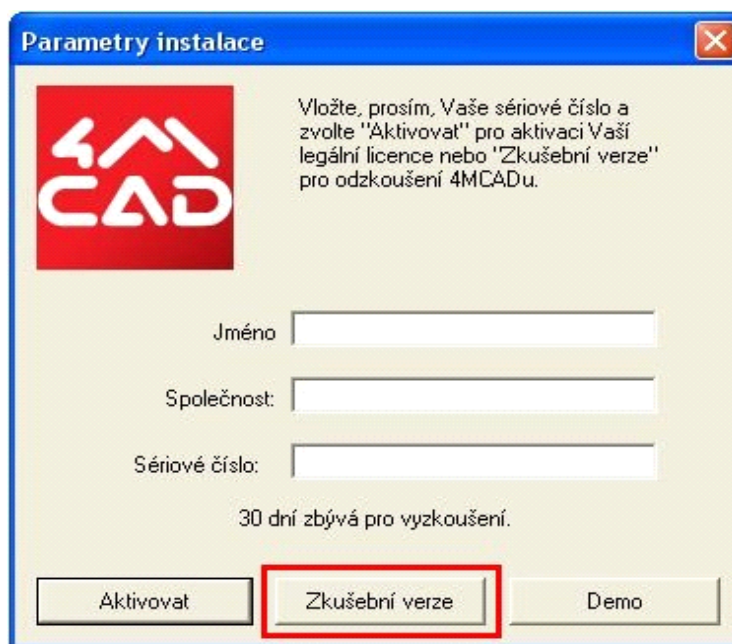 Parametry instalace
4M
CAD
Vložte, prosím, Vaše sériové číslo a
zvolte "Aktivovat" pro aktivaci Vaší
legální licence nebo "Zkušební verze"
pro odzkoušení 4MCADu.
Jméno
Společnost:
Sériové číslo:
30 dní zbývá pro vyzkoušení.
Aktivovat
Zkušební verze
Demo